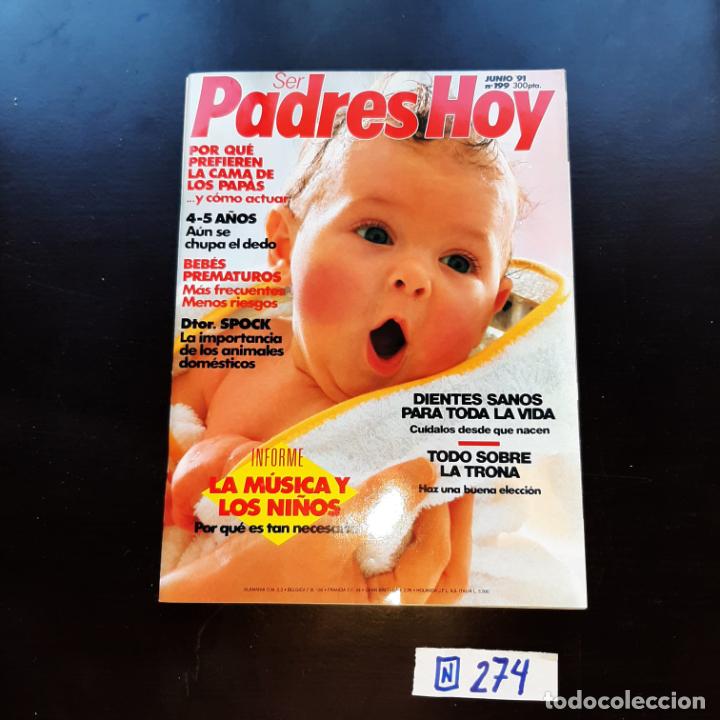 Ser
Padres Hoy
JUNIO '91
nº 199 300pta.
POR QUÉ
PREFIEREN
LA CAMA DE
LOS PAPÁS
...y cómo actuar
4-5 AÑOS
Aún se
chupa el dedo
BEBÉS
PREMATUROS
Más frecuentes
Menos riesgos
Dtor. SPOCK
La importancia
de los animales
domésticos
DIENTES SANOS
PARA TODA LA VIDA
Cuídalos desde que nacen
TODO SOBRE
LA TRONA
Haz una buena elección
INFORME
LA MÚSICA Y
LOS NIÑOS
Por qué es tan
N 274
todocoleccion